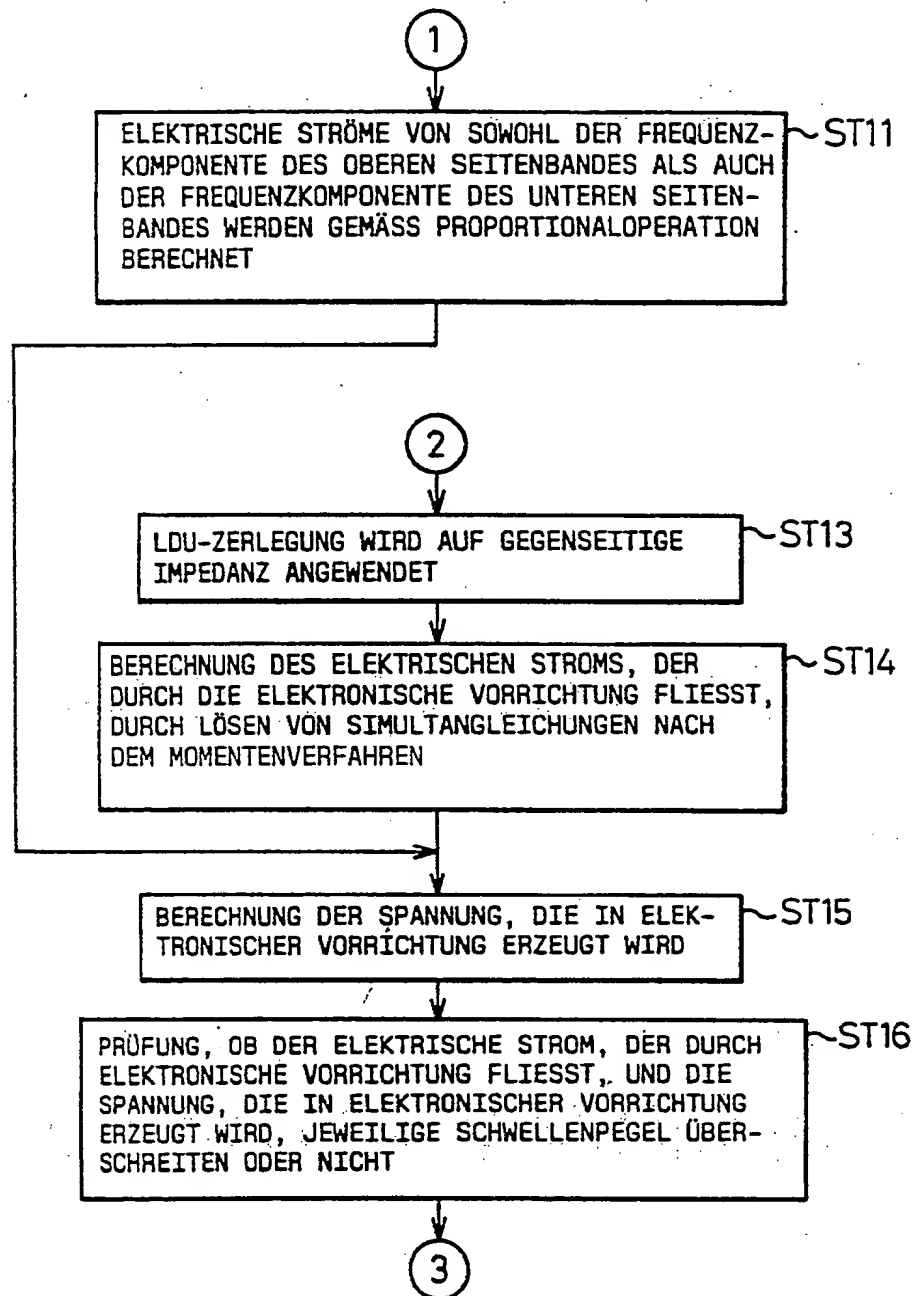 1
ELEKTRISCHE STRÖME VON SOWOHL DER FREQUENZ-
KOMPONENTE DES OBEREN SEITENBANDES ALS AUCH
DER FREQUENZKOMPONENTE DES UNTEREN SEITEN-
BANDES WERDEN GEMÄSS PROPORTIONALOPERATION
BERECHNET
ST11
2
LDU-ZERLEGUNG WIRD AUF GEGENSEITIGE
IMPEDANZ ANGEWENDET
ST13
BERECHNUNG DES ELEKTRISCHEN STROMS, DER
DURCH DIE ELEKTRONISCHE VORRICHTUNG FLIESST,
DURCH LÖSEN VON SIMULTANGLEICHUNGEN NACH
DEM MOMENTENVERFAHREN
ST14
BERECHNUNG DER SPANNUNG, DIE IN ELEK-
TRONISCHER VORRICHTUNG ERZEUGT WIRD
ST15
PRÜFUNG, OB DER ELEKTRISCHE STROM, DER DURCH
ELEKTRONISCHE VORRICHTUNG FLIESST, UND DIE
SPANNUNG, DIE IN ELEKTRONISCHER VORRICHTUNG
ERZEUGT WIRD, JEWEILIGE SCHWELLENPEGEL ÜBER-
SCHREITEN ODER NICHT
ST16
3